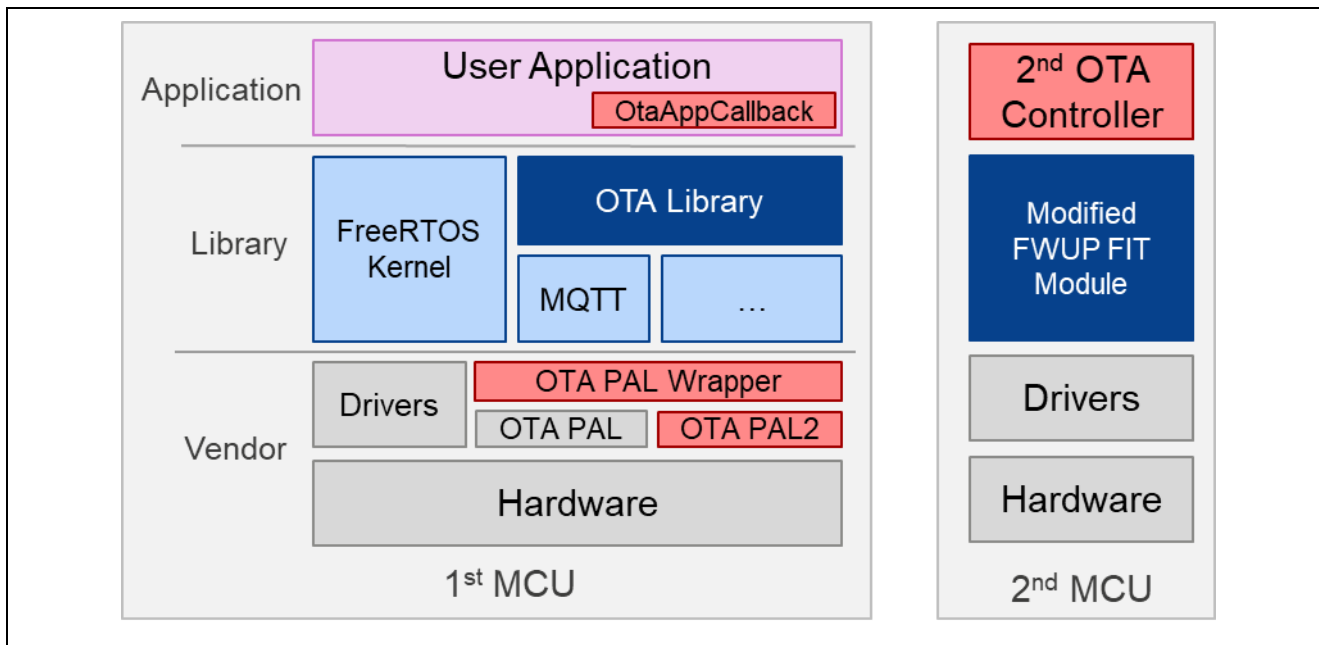 Application
User Application
OtaAppCallback
Library
FreeRTOS
Kernel
OTA Library
MQTT
...
Vendor
Drivers
OTA PAL Wrapper
OTA PAL
OTA PAL2
Hardware
1st MCU
2nd OTA
Controller
Modified
FWUP FIT
Module
Drivers
Hardware
2nd MCU